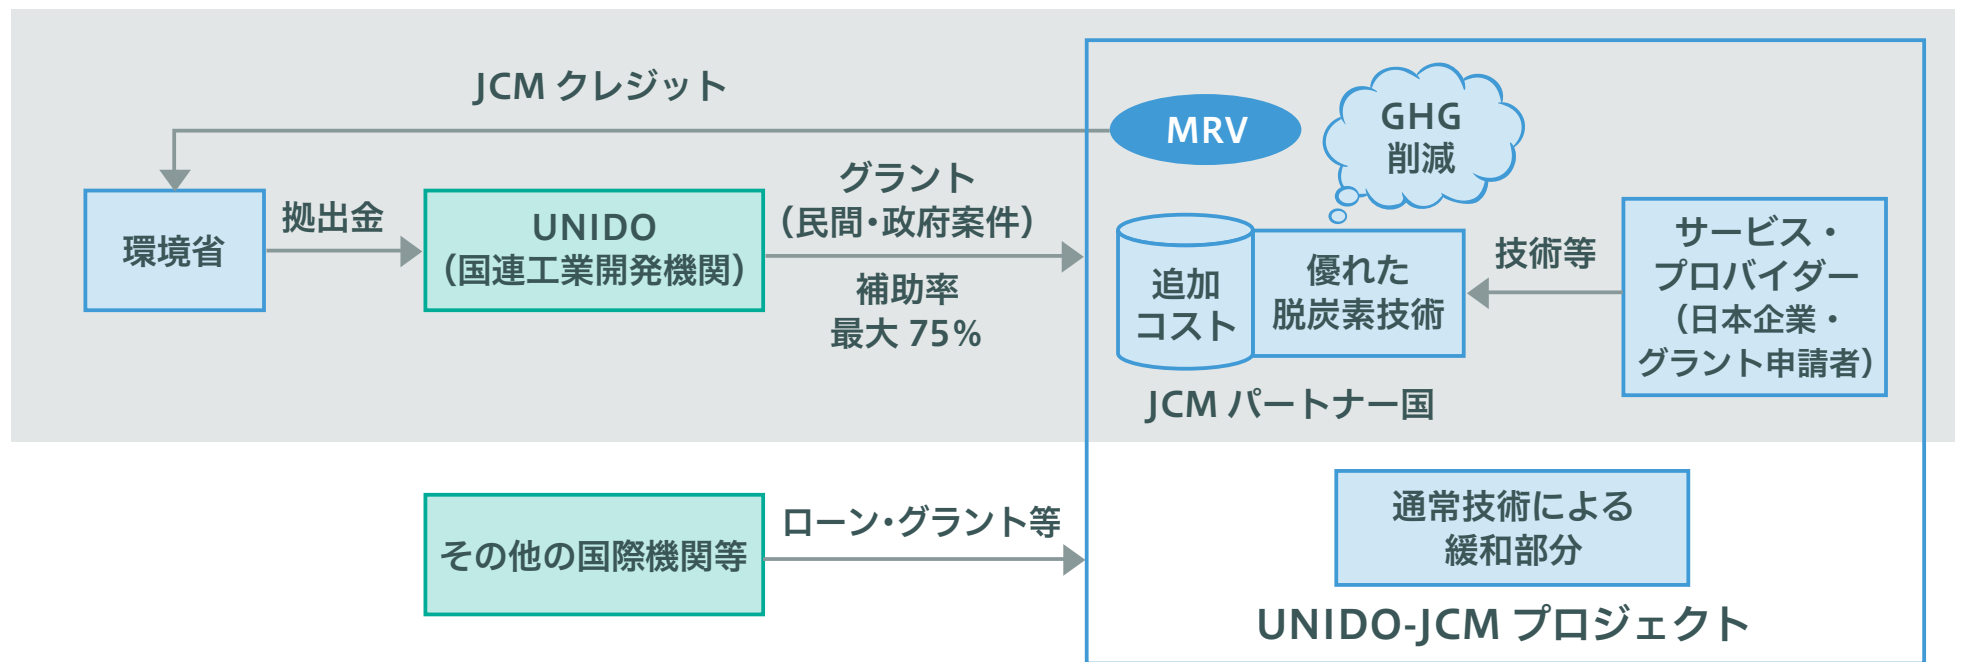 JCM クレジット
MRV
GHG
削減
環境省
拠出金
UNIDO
（国連工業開発機関）
グラント
（民間・政府案件）
補助率
最大 75%
追加
コスト
優れた
脱炭素技術
技術等
サービス・
プロバイダー
（日本企業・
グラント申請者）
JCM パートナー国
その他の国際機関等
ローン・グラント等
通常技術による
緩和部分
UNIDO-JCM プロジェクト